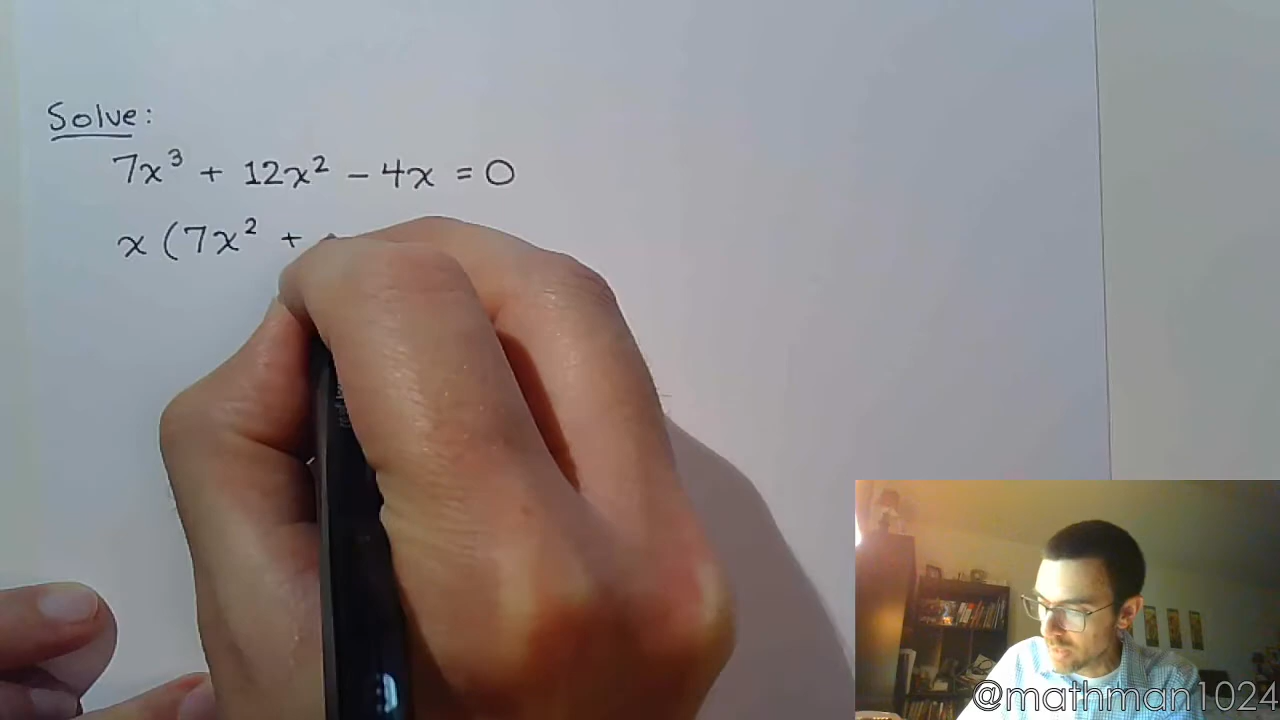 Solve:
7x³ + 12x² - 4x = 0
x (7x² +
@mathman1024